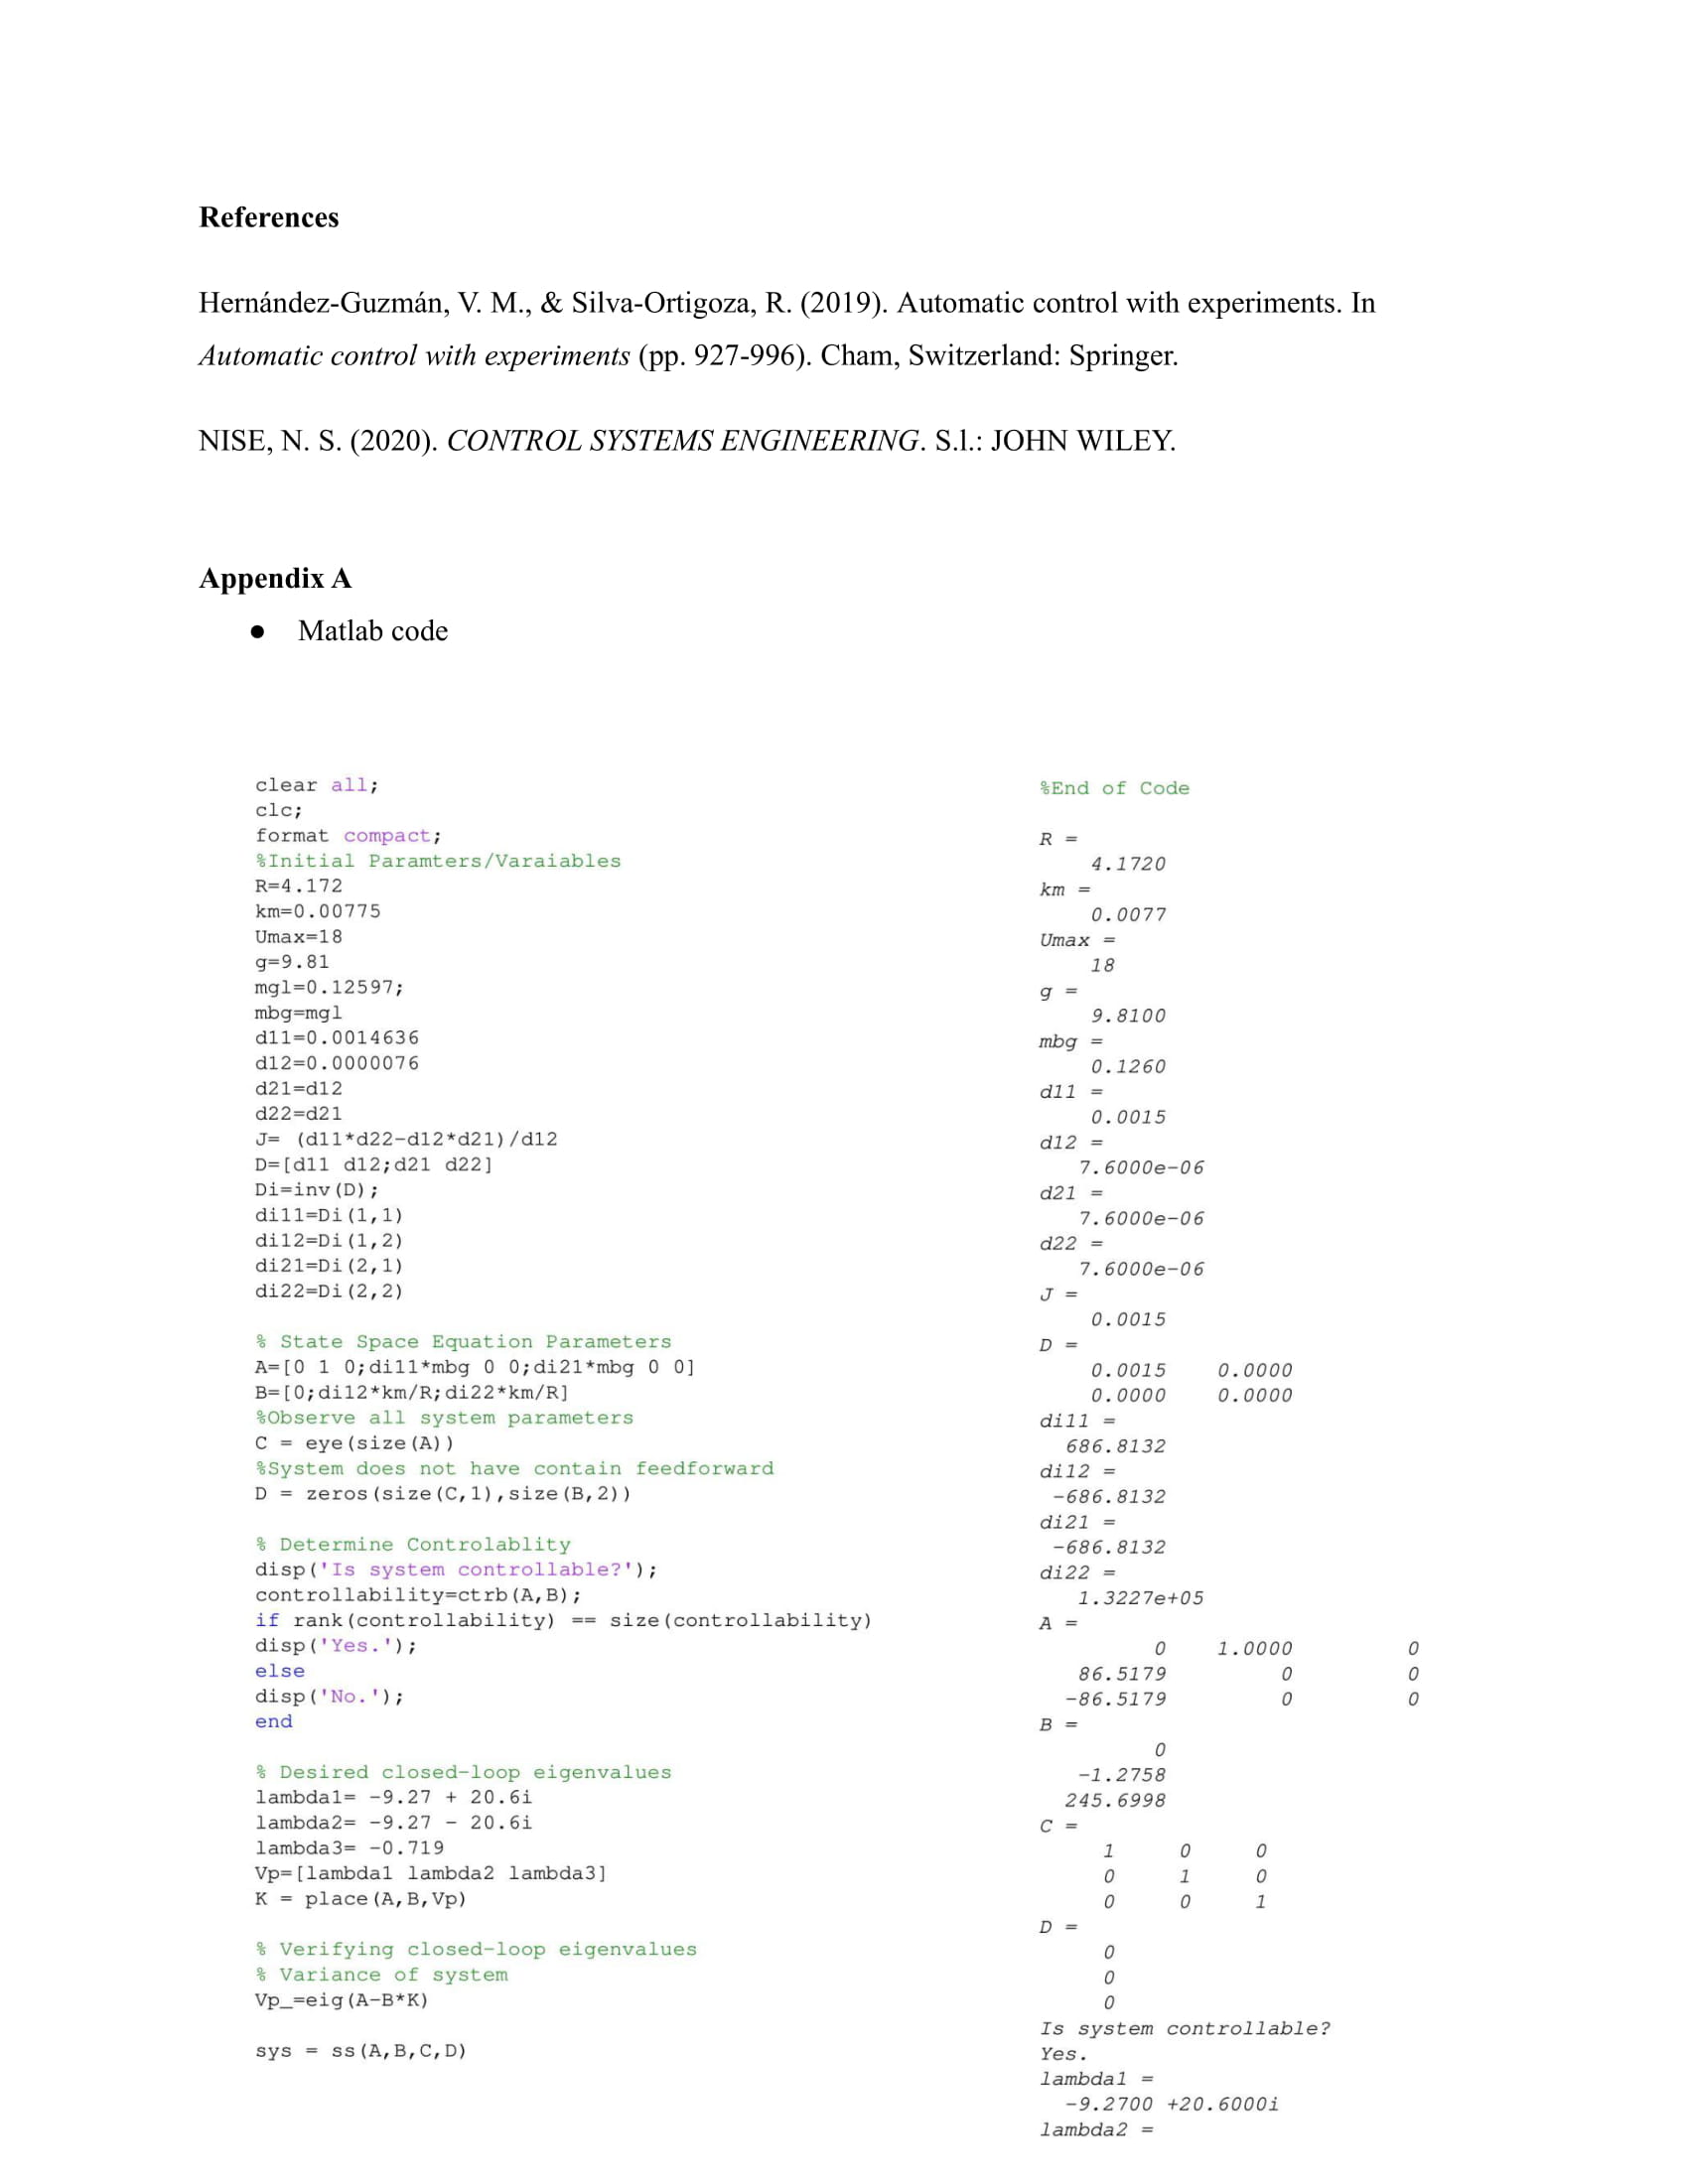 References
Hernández-Guzmán, V. M., & Silva-Ortigoza, R. (2019). Automatic control with experiments. In
Automatic control with experiments (pp. 927-996). Cham, Switzerland: Springer.
NISE, N. S. (2020). CONTROL SYSTEMS ENGINEERING. S.l.: JOHN WILEY.
Appendix A
● Matlab code
clear all;
clc;
format compact;
%Initial Paramters/Varaiables
R=4.172
km=0.00775
Umax=18
g=9.81
mgl=0.12597;
mbg=mgl
d11=0.0014636
d12=0.0000076
d21=d12
d22=d21
J= (d11*d22-d12*d21)/d12
D=[d11 d12;d21 d22]
Di=inv(D);
di11=Di(1,1)
di12=Di(1,2)
di21=Di(2,1)
di22=Di(2,2)
% State Space Equation Parameters
A=[0 1 0;di11*mbg 0 0;di21*mbg 0 0]
B=[0;di12*km/R;di22*km/R]
%Observe all system parameters
C = eye(size(A))
%System does not have contain feedforward
D = zeros(size(C,1),size(B,2))
% Determine Controlablity
disp('Is system controllable?');
controllability=ctrb(A,B);
if rank(controllability) == size(controllability)
disp('Yes.');
else
disp('No.');
end
% Desired closed-loop eigenvalues
lambda1= -9.27 + 20.6i
lambda2= -9.27 - 20.6i
lambda3= -0.719
Vp=[lambda1 lambda2 lambda3]
K = place(A,B,Vp)
% Verifying closed-loop eigenvalues
% Variance of system
Vp_=eig(A-B*K)
sys = ss(A,B,C,D)
%End of Code
R =
4.1720
km =
0.0077
Umax =
18
g =
9.8100
mbg =
0.1260
d11 =
0.0015
d12 =
7.6000e-06
d21 =
7.6000e-06
d22 =
7.6000e-06
J =
0.0015
D =
0.0015 0.0000
0.0000 0.0000
di11 =
686.8132
di12 =
-686.8132
di21 =
-686.8132
di22 =
1.3227e+05
A =
0 1.0000 0
86.5179 0 0
-86.5179 0 0
B =
0
-1.2758
245.6998
C =
1 0 0
0 1 0
0 0 1
D =
0
0
0
Is system controllable?
Yes.
lambda1 =
-9.2700 +20.6000i
lambda2 =